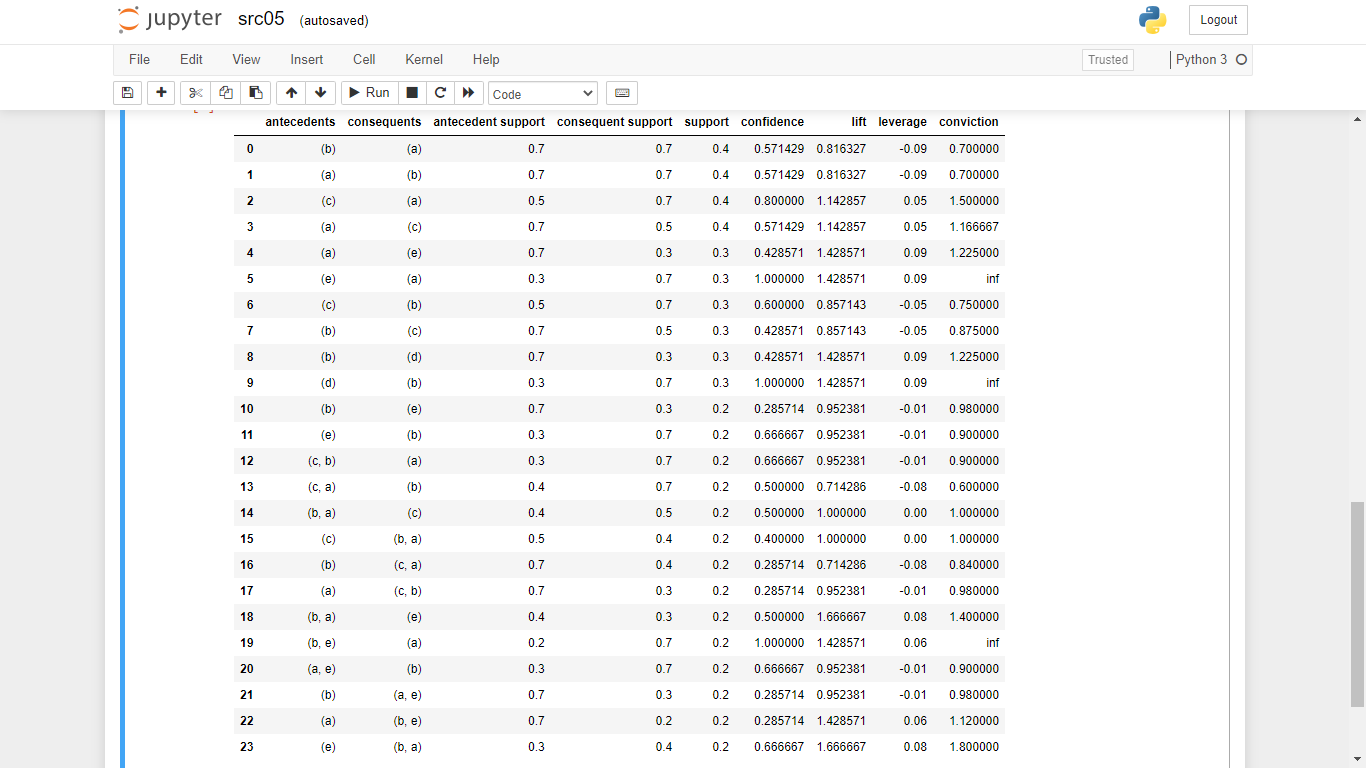 jupyter src05 (autosaved) Logout
File Edit View Insert Cell Kernel Help Trusted Python 3
Run Code
antecedents consequents antecedent support consequent support support confidence lift leverage conviction
0 (b) (a) 0.7 0.7 0.4 0.571429 0.816327 -0.09 0.700000
1 (a) (b) 0.7 0.7 0.4 0.571429 0.816327 -0.09 0.700000
2 (c) (a) 0.5 0.7 0.4 0.800000 1.142857 0.05 1.500000
3 (a) (c) 0.7 0.5 0.4 0.571429 1.142857 0.05 1.166667
4 (a) (e) 0.7 0.3 0.3 0.428571 1.428571 0.09 1.225000
5 (e) (a) 0.3 0.7 0.3 1.000000 1.428571 0.09 inf
6 (c) (b) 0.5 0.7 0.3 0.600000 0.857143 -0.05 0.750000
7 (b) (c) 0.7 0.5 0.3 0.428571 0.857143 -0.05 0.875000
8 (b) (d) 0.7 0.3 0.3 0.428571 1.428571 0.09 1.225000
9 (d) (b) 0.3 0.7 0.3 1.000000 1.428571 0.09 inf
10 (b) (e) 0.7 0.3 0.2 0.285714 0.952381 -0.01 0.980000
11 (e) (b) 0.3 0.7 0.2 0.666667 0.952381 -0.01 0.900000
12 (c, b) (a) 0.3 0.7 0.2 0.666667 0.952381 -0.01 0.900000
13 (c, a) (b) 0.4 0.7 0.2 0.500000 0.714286 -0.08 0.600000
14 (b, a) (c) 0.4 0.5 0.2 0.500000 1.000000 0.00 1.000000
15 (c) (b, a) 0.5 0.4 0.2 0.400000 1.000000 0.00 1.000000
16 (b) (c, a) 0.7 0.4 0.2 0.285714 0.714286 -0.08 0.840000
17 (a) (c, b) 0.7 0.3 0.2 0.285714 0.952381 -0.01 0.980000
18 (b, a) (e) 0.4 0.3 0.2 0.500000 1.666667 0.08 1.400000
19 (b, e) (a) 0.2 0.7 0.2 1.000000 1.428571 0.06 inf
20 (a, e) (b) 0.3 0.7 0.2 0.666667 0.952381 -0.01 0.900000
21 (b) (a, e) 0.7 0.3 0.2 0.285714 0.952381 -0.01 0.980000
22 (a) (b, e) 0.7 0.2 0.2 0.285714 1.428571 0.06 1.120000
23 (e) (b, a) 0.3 0.4 0.2 0.666667 1.666667 0.08 1.800000